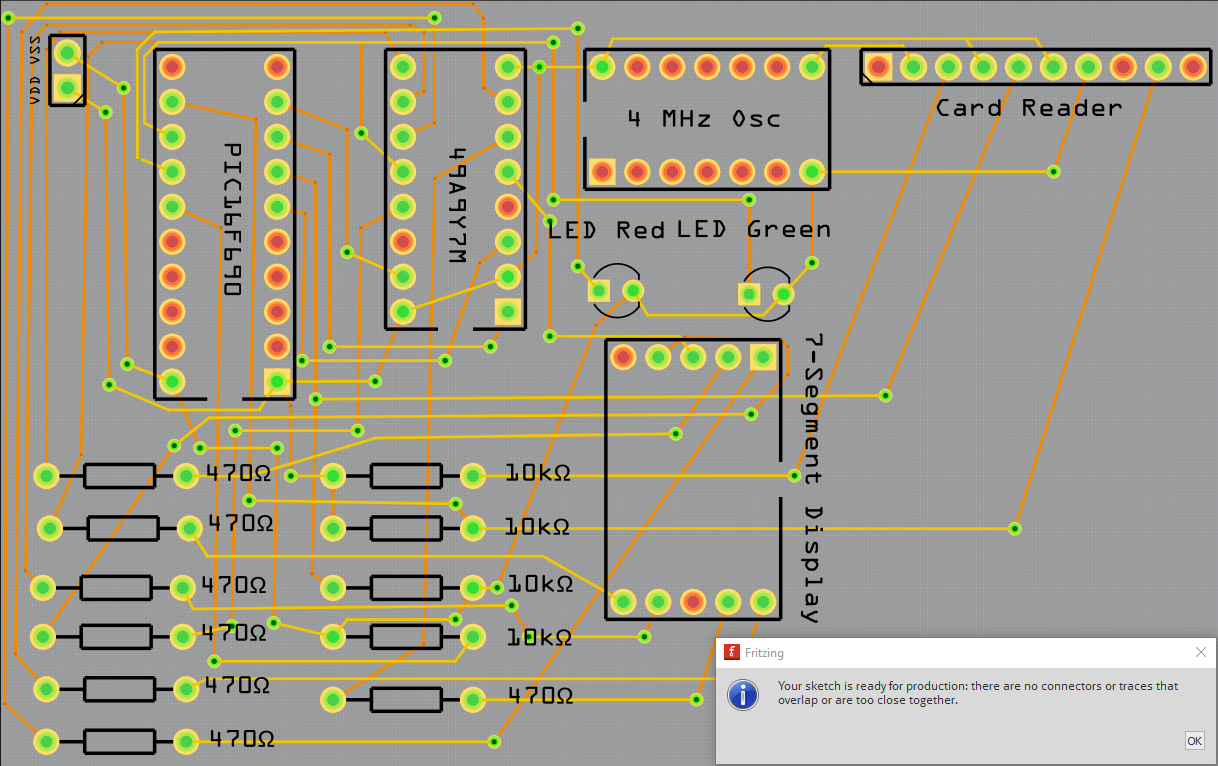 VDD VSS
PIC16F690
4 MHz Osc
Card Reader
LED Red
LED Green
7-Segment Display
470Ω
10kΩ
470Ω
10kΩ
470Ω
10kΩ
470Ω
10kΩ
470Ω
470Ω
470Ω
Fritzing
Your sketch is ready for production: there are no connectors or traces that
overlap or are too close together.
OK